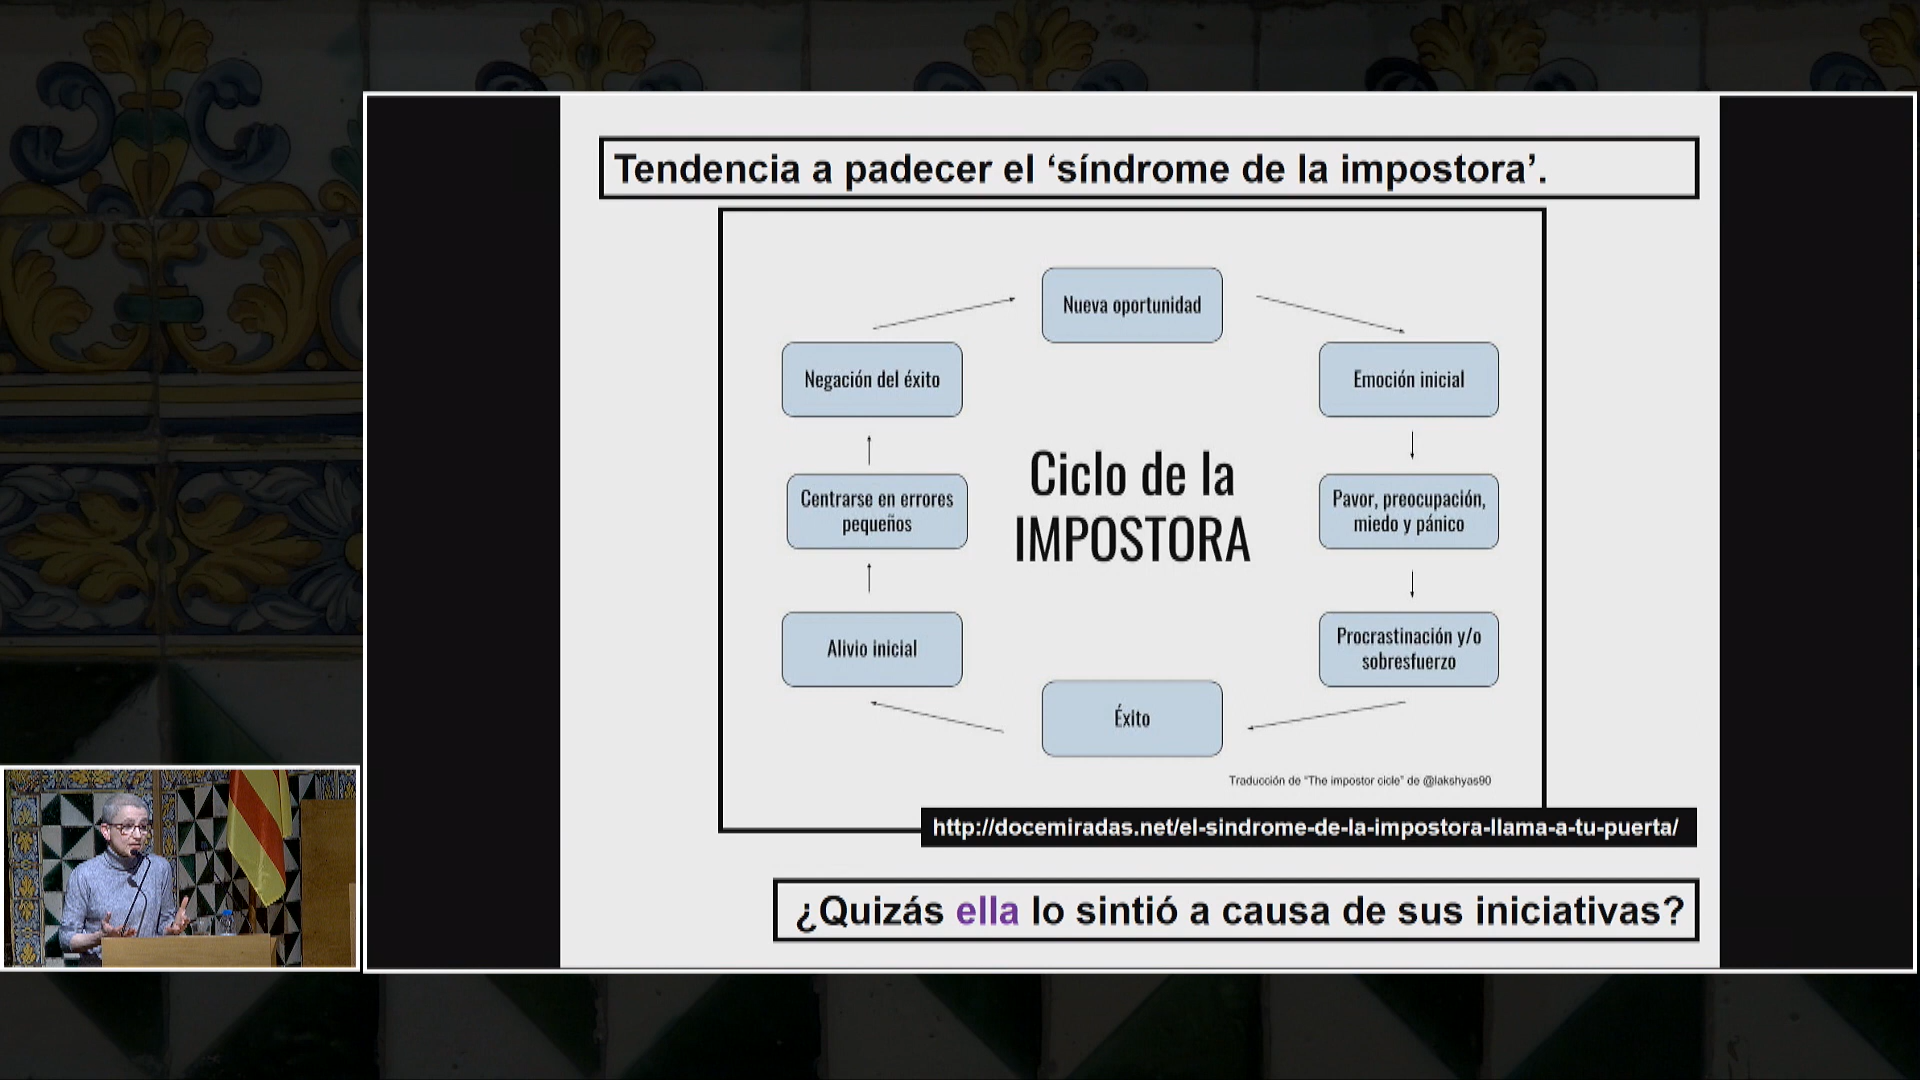 Tendencia a padecer el ‘síndrome de la impostora’.
Nueva oportunidad
Emoción inicial
Pavor, preocupación,
miedo y pánico
Procrastinación y/o
sobresfuerzo
Éxito
Alivio inicial
Centrarse en errores
pequeños
Negación del éxito
Ciclo de la
IMPOSTORA
Traducción de "The impostor cicle" de @lakshyas90
http://docemiradas.net/el-sindrome-de-la-impostora-llama-a-tu-puerta/
¿Quizás ella lo sintió a causa de sus iniciativas?